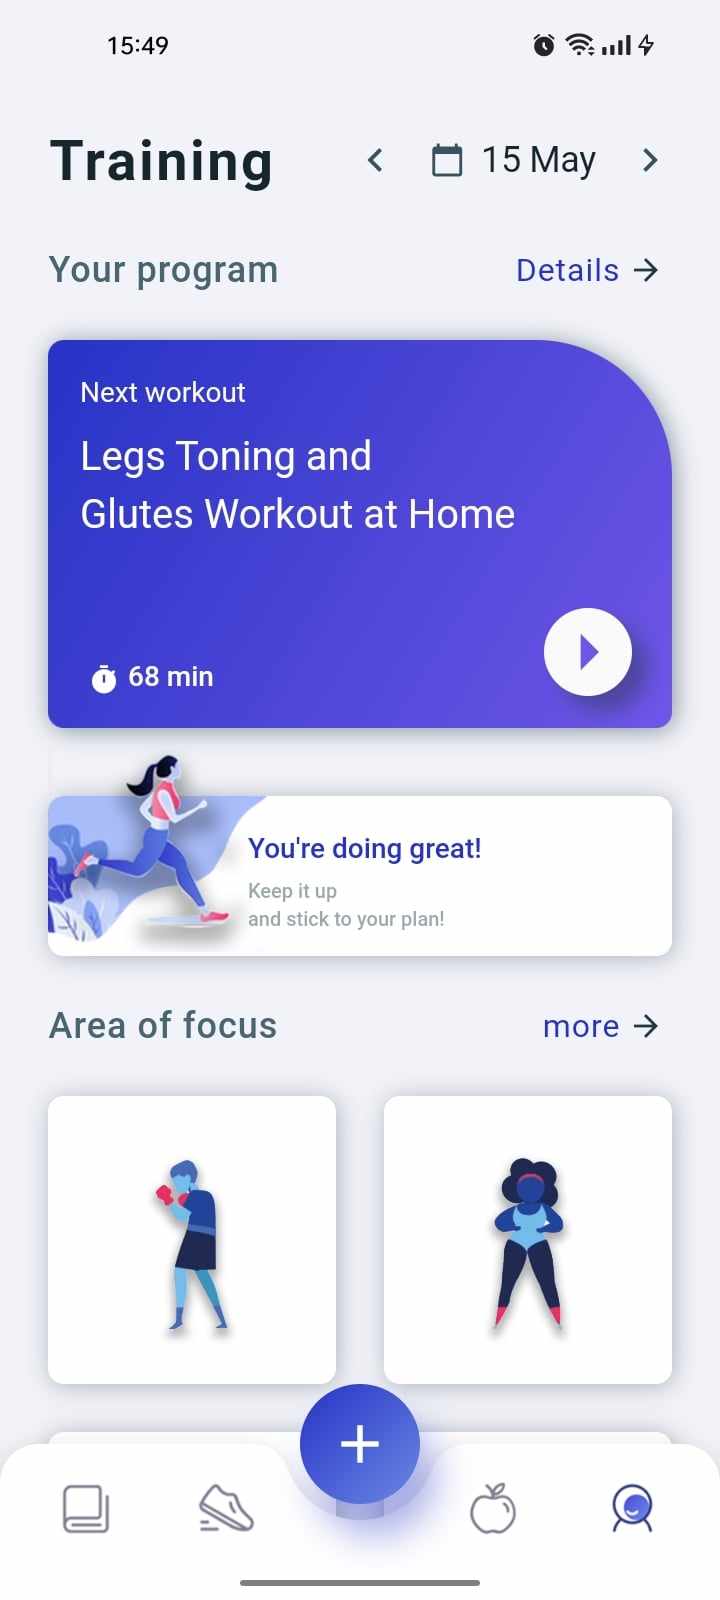 15:49
Training
15 May
Your program
Details
Next workout
Legs Toning and
Glutes Workout at Home
68 min
You're doing great!
Keep it up
and stick to your plan!
Area of focus
more